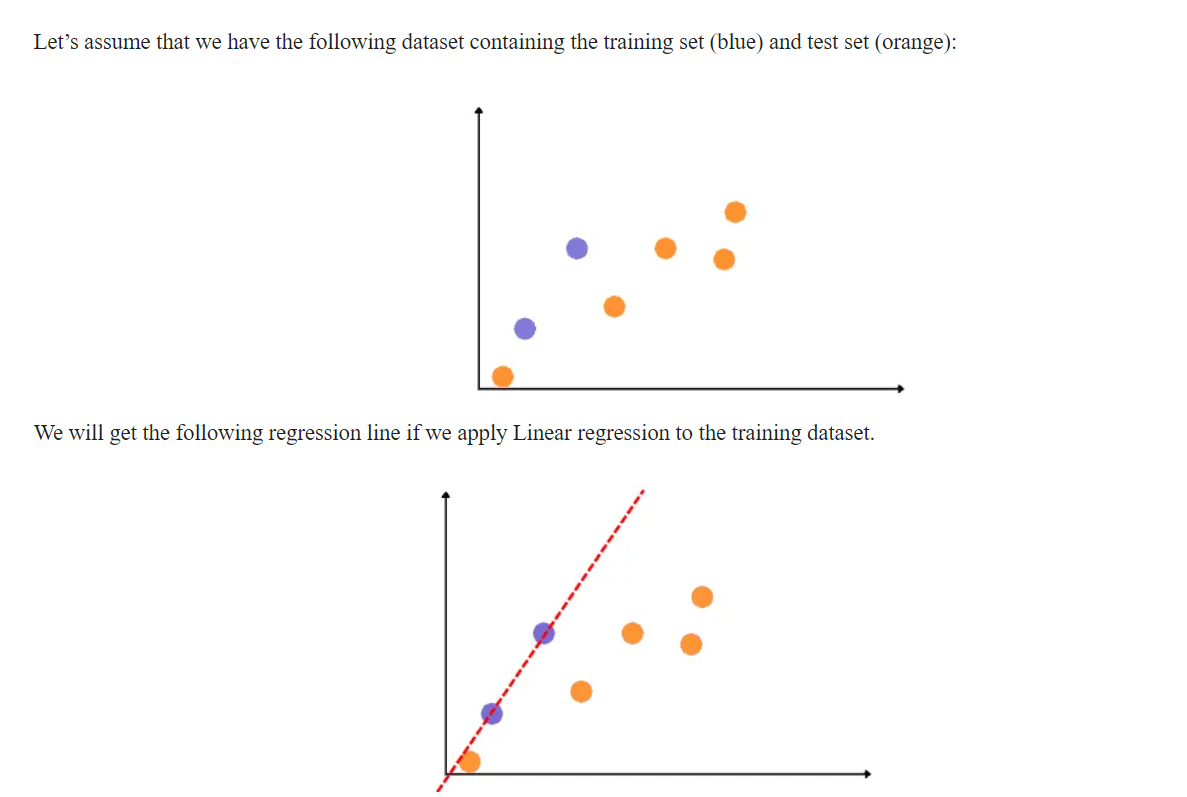 Let’s assume that we have the following dataset containing the training set (blue) and test set (orange):
We will get the following regression line if we apply Linear regression to the training dataset.